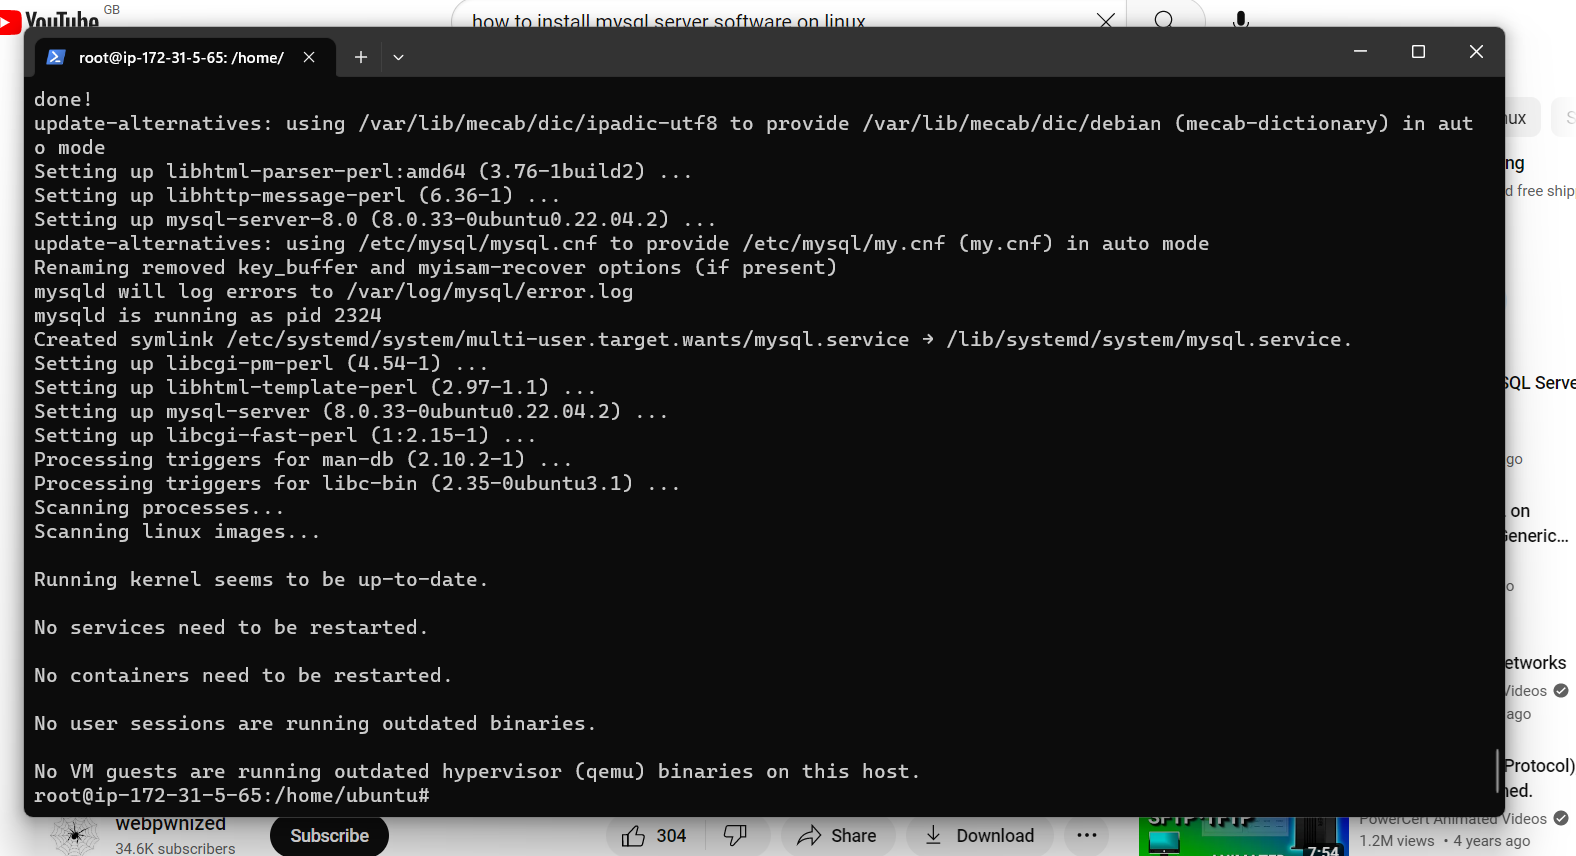 YouTube GB
how to install mysql server software on linux
root@ip-172-31-5-65: /home/
done!
update-alternatives: using /var/lib/mecab/dic/ipadic-utf8 to provide /var/lib/mecab/dic/debian (mecab-dictionary) in aut
o mode
Setting up libhtml-parser-perl:amd64 (3.76-1build2) ...
Setting up libhttp-message-perl (6.36-1) ...
Setting up mysql-server-8.0 (8.0.33-0ubuntu0.22.04.2) ...
update-alternatives: using /etc/mysql/mysql.cnf to provide /etc/mysql/my.cnf (my.cnf) in auto mode
Renaming removed key_buffer and myisam-recover options (if present)
mysqld will log errors to /var/log/mysql/error.log
mysqld is running as pid 2324
Created symlink /etc/systemd/system/multi-user.target.wants/mysql.service → /lib/systemd/system/mysql.service.
Setting up libcgi-pm-perl (4.54-1) ...
Setting up libhtml-template-perl (2.97-1.1) ...
Setting up mysql-server (8.0.33-0ubuntu0.22.04.2) ...
Setting up libcgi-fast-perl (1:2.15-1) ...
Processing triggers for man-db (2.10.2-1) ...
Processing triggers for libc-bin (2.35-0ubuntu3.1) ...
Scanning processes...
Scanning linux images...
Running kernel seems to be up-to-date.
No services need to be restarted.
No containers need to be restarted.
No user sessions are running outdated binaries.
No VM guests are running outdated hypervisor (qemu) binaries on this host.
root@ip-172-31-5-65:/home/ubuntu#
ux
ng
d free ship
SQL Serve
go
on
Generic...
o
etworks
Videos
ago
Protocol)
ned.
webpwnized
34.6K subscribers
Subscribe
304
Share
Download
SFTP TFTP
7:54
PowerCert Animated Videos
1.2M views • 4 years ago